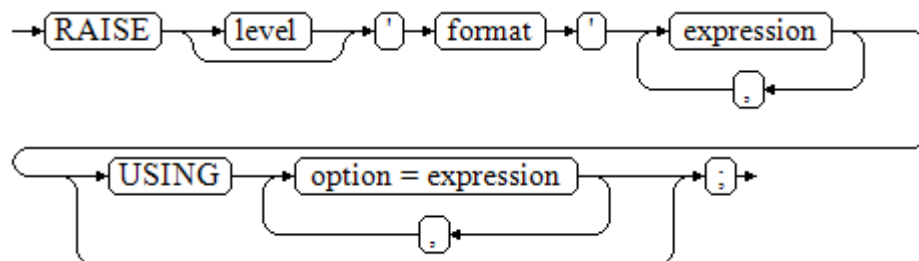 RAISE level ' format ' expression
,
USING option = expression ;
,